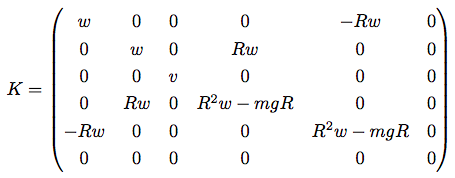 w 0 0 0 −Rw 0
0 w 0 Rw 0 0
K = 0 0 v 0 0 0
0 Rw 0 R²w − mgR 0 0
−Rw 0 0 0 R²w − mgR 0
0 0 0 0 0 0